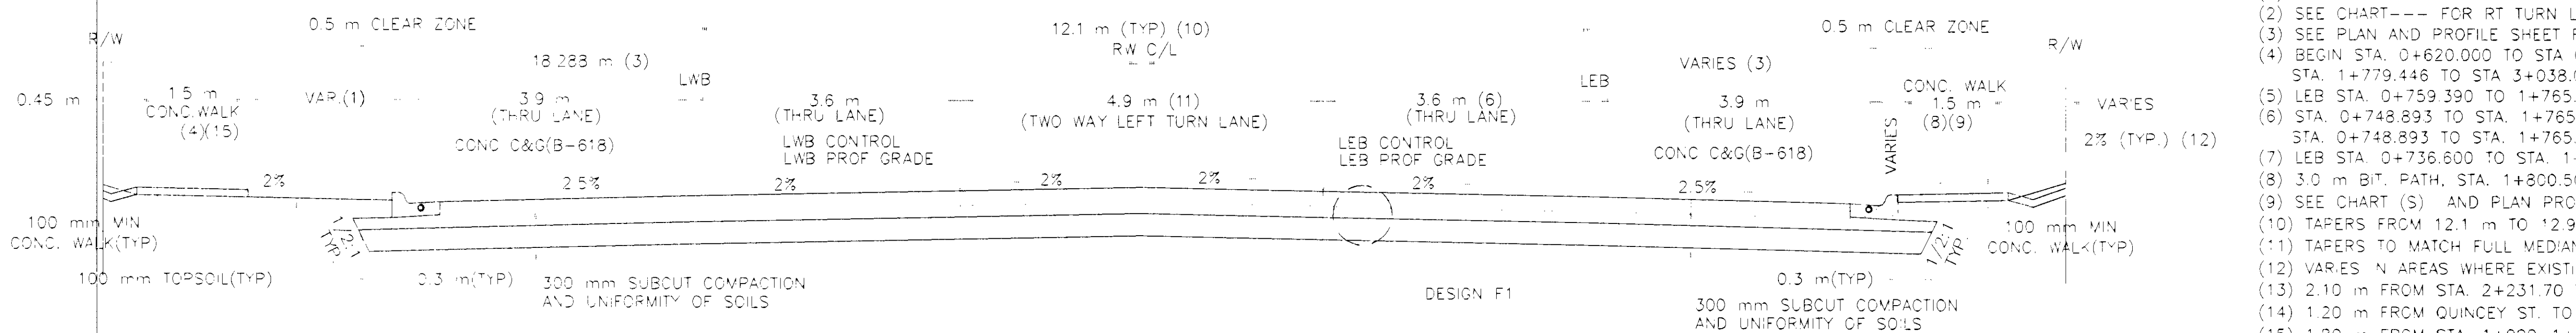 0.5 m CLEAR ZONE
12.1 m (TYP) (10)
0.5 m CLEAR ZONE
R/W
RW C/L
R/W
18.288 m (3)
VARIES (3)
LWB
LEB
0.45 m
1.5 m
CONC.WALK
(4)(15)
VAR.(1)
3.9 m
(THRU LANE)
3.6 m
(THRU LANE)
4.9 m (11)
(TWO WAY LEFT TURN LANE)
3.6 m (6)
(THRU LANE)
3.9 m
(THRU LANE)
CONC. WALK
1.5 m
(8)(9)
VARIES
VARIES
CONC C&G(B-618)
LWB CONTROL
LWB PROF GRADE
LEB CONTROL
LEB PROF GRADE
CONC C&G(B-618)
2% (TYP.) (12)
2%
2.5%
2%
2%
2%
2%
2.5%
100 mm MIN
CONC. WALK(TYP)
1/2:1
TYP.
1/2:1
TYP.
100 mm MIN
CONC. WALK(TYP)
100 mm TOPSOIL(TYP)
0.3 m(TYP)
300 mm SUBCUT COMPACTION
AND UNIFORMITY OF SOILS
DESIGN F1
0.3 m(TYP)
300 mm SUBCUT COMPACTION
AND UNIFORMITY OF SOILS
(2) SEE CHART--- FOR RT TURN L
(3) SEE PLAN AND PROFILE SHEET
(4) BEGIN STA. 0+620.000 TO STA
STA. 1+779.446 TO STA 3+038.
(5) LEB STA. 0+759.390 TO 1+765.
(6) STA. 0+748.893 TO STA. 1+765
STA. 0+748.893 TO STA. 1+765.
(7) LEB STA. 0+736.600 TO STA. 1
(8) 3.0 m BIT. PATH, STA. 1+800.5
(9) SEE CHART (S) AND PLAN PRO
(10) TAPERS FROM 12.1 m TO 12.9
(11) TAPERS TO MATCH FULL MEDIAN
(12) VARIES IN AREAS WHERE EXISTI
(13) 2.10 m FROM STA. 2+231.70
(14) 1.20 m FROM QUINCEY ST. TO